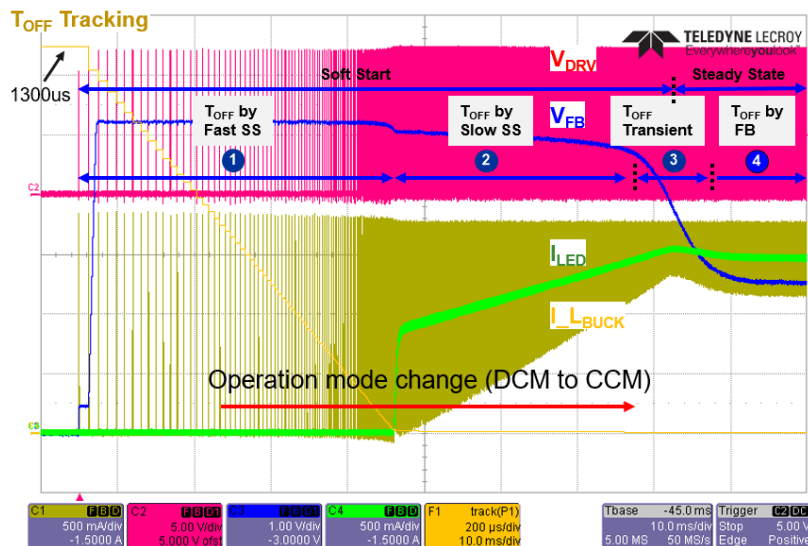 TOFF Tracking
TELEDYNE LECROY
Everywhereyoulook
VDRV
Soft Start
Steady State
1300us
TOFF by
Fast SS
TOFF by
Slow SS
VFB
TOFF
Transient
TOFF by
FB
1
2
3
4
C2
ILED
I_LBUCK
Operation mode change (DCM to CCM)
C1 F B D
500 mA/div
-1.5000 A
C2 F B D1
5.00 V/div
5.000 V ofst
C3 F B D1
1.00 V/div
-3.0000 V
C4 F B D
500 mA/div
-1.5000 A
F1 track(P1)
200 µs/div
10.0 ms/div
Tbase -45.0 ms
10.0 ms/div
5.00 MS 50 MS/s
Trigger C2 DC
Stop 5.00 V
Edge Positive